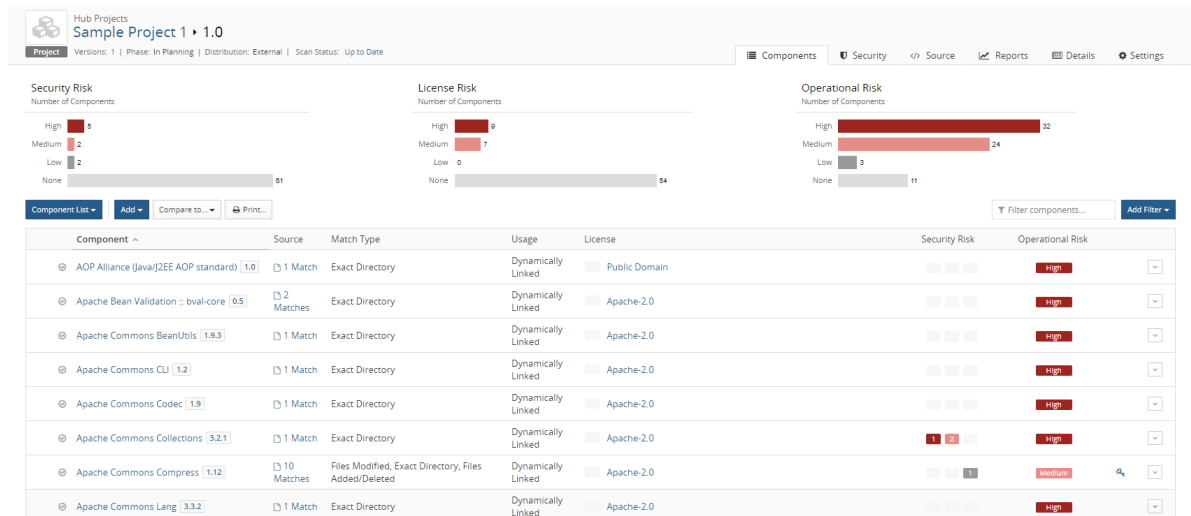 Hub Projects
Sample Project 1 ▸ 1.0
Project Versions: 1 | Phase: In Planning | Distribution: External | Scan Status: Up to Date
Components Security Source Reports Details Settings
Security Risk License Risk Operational Risk
Number of Components Number of Components Number of Components
High 5 High 9 High 32
Medium 2 Medium 7 Medium 24
Low 2 Low 0 Low 3
None 61 None 54 None 11
Component List Add Compare to... Print... Filter components... Add Filter
Component Source Match Type Usage License Security Risk Operational Risk
AOP Alliance (Java/J2EE AOP standard) 1.0 1 Match Exact Directory Dynamically Linked Public Domain High
Apache Bean Validation :: bval-core 0.5 2 Matches Exact Directory Dynamically Linked Apache-2.0 High
Apache Commons BeanUtils 1.9.3 1 Match Exact Directory Dynamically Linked Apache-2.0 High
Apache Commons CLI 1.2 1 Match Exact Directory Dynamically Linked Apache-2.0 High
Apache Commons Codec 1.9 1 Match Exact Directory Dynamically Linked Apache-2.0 High
Apache Commons Collections 3.2.1 1 Match Exact Directory Dynamically Linked Apache-2.0 1 2 High
Apache Commons Compress 1.12 10 Matches Files Modified, Exact Directory, Files Added/Deleted Dynamically Linked Apache-2.0 1 Medium
Apache Commons Lang 3.3.2 1 Match Exact Directory Dynamically Linked Apache-2.0 High